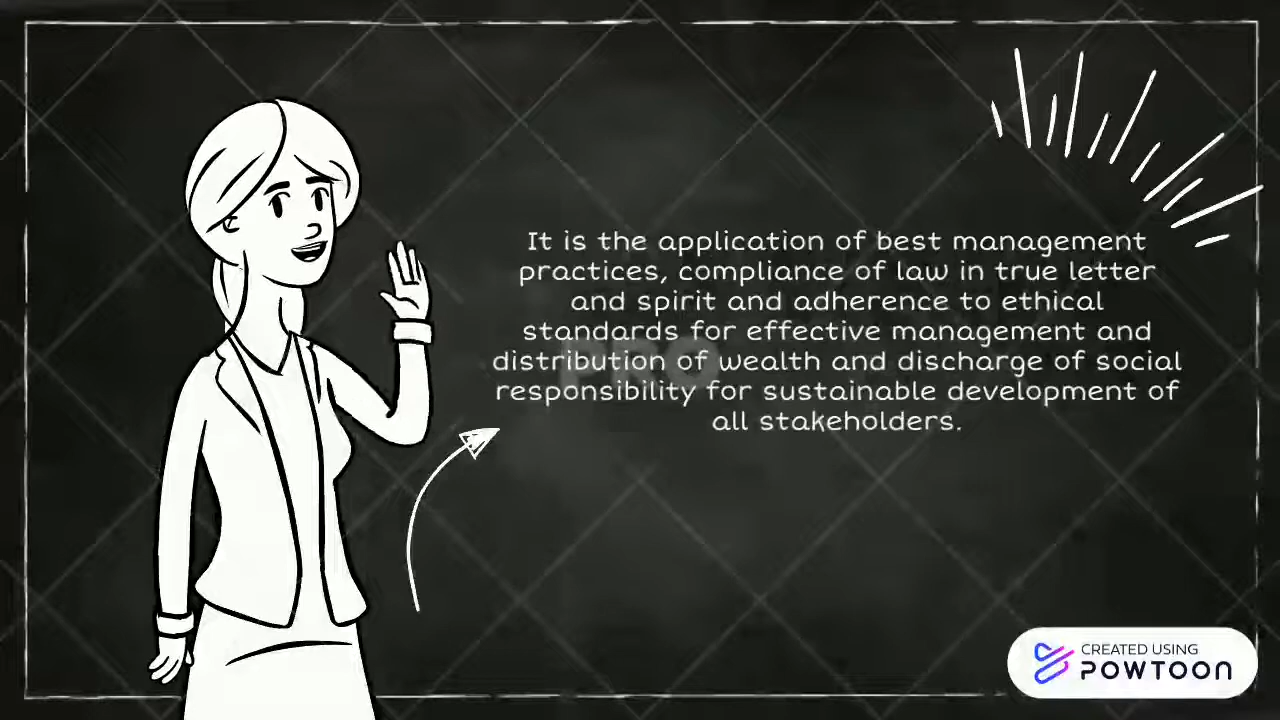 It is the application of best management
practices, compliance of law in true letter
and spirit and adherence to ethical
standards for effective management and
distribution of wealth and discharge of social
responsibility for sustainable development of
all stakeholders.
CREATED USING
POWTOON